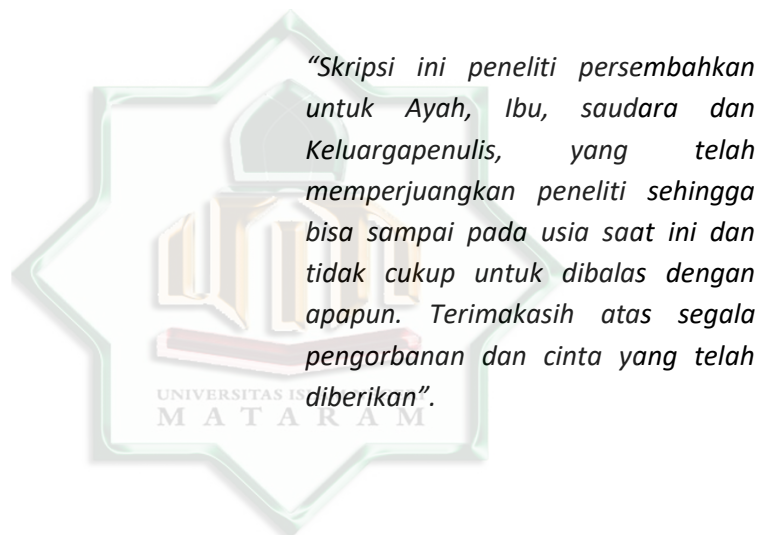 “Skripsi ini peneliti persembahkan
untuk Ayah, Ibu, saudara dan
Keluargapenulis, yang telah
memperjuangkan peneliti sehingga
bisa sampai pada usia saat ini dan
tidak cukup untuk dibalas dengan
apapun. Terimakasih atas segala
pengorbanan dan cinta yang telah
diberikan”.
UNIVERSITAS
MATARAM